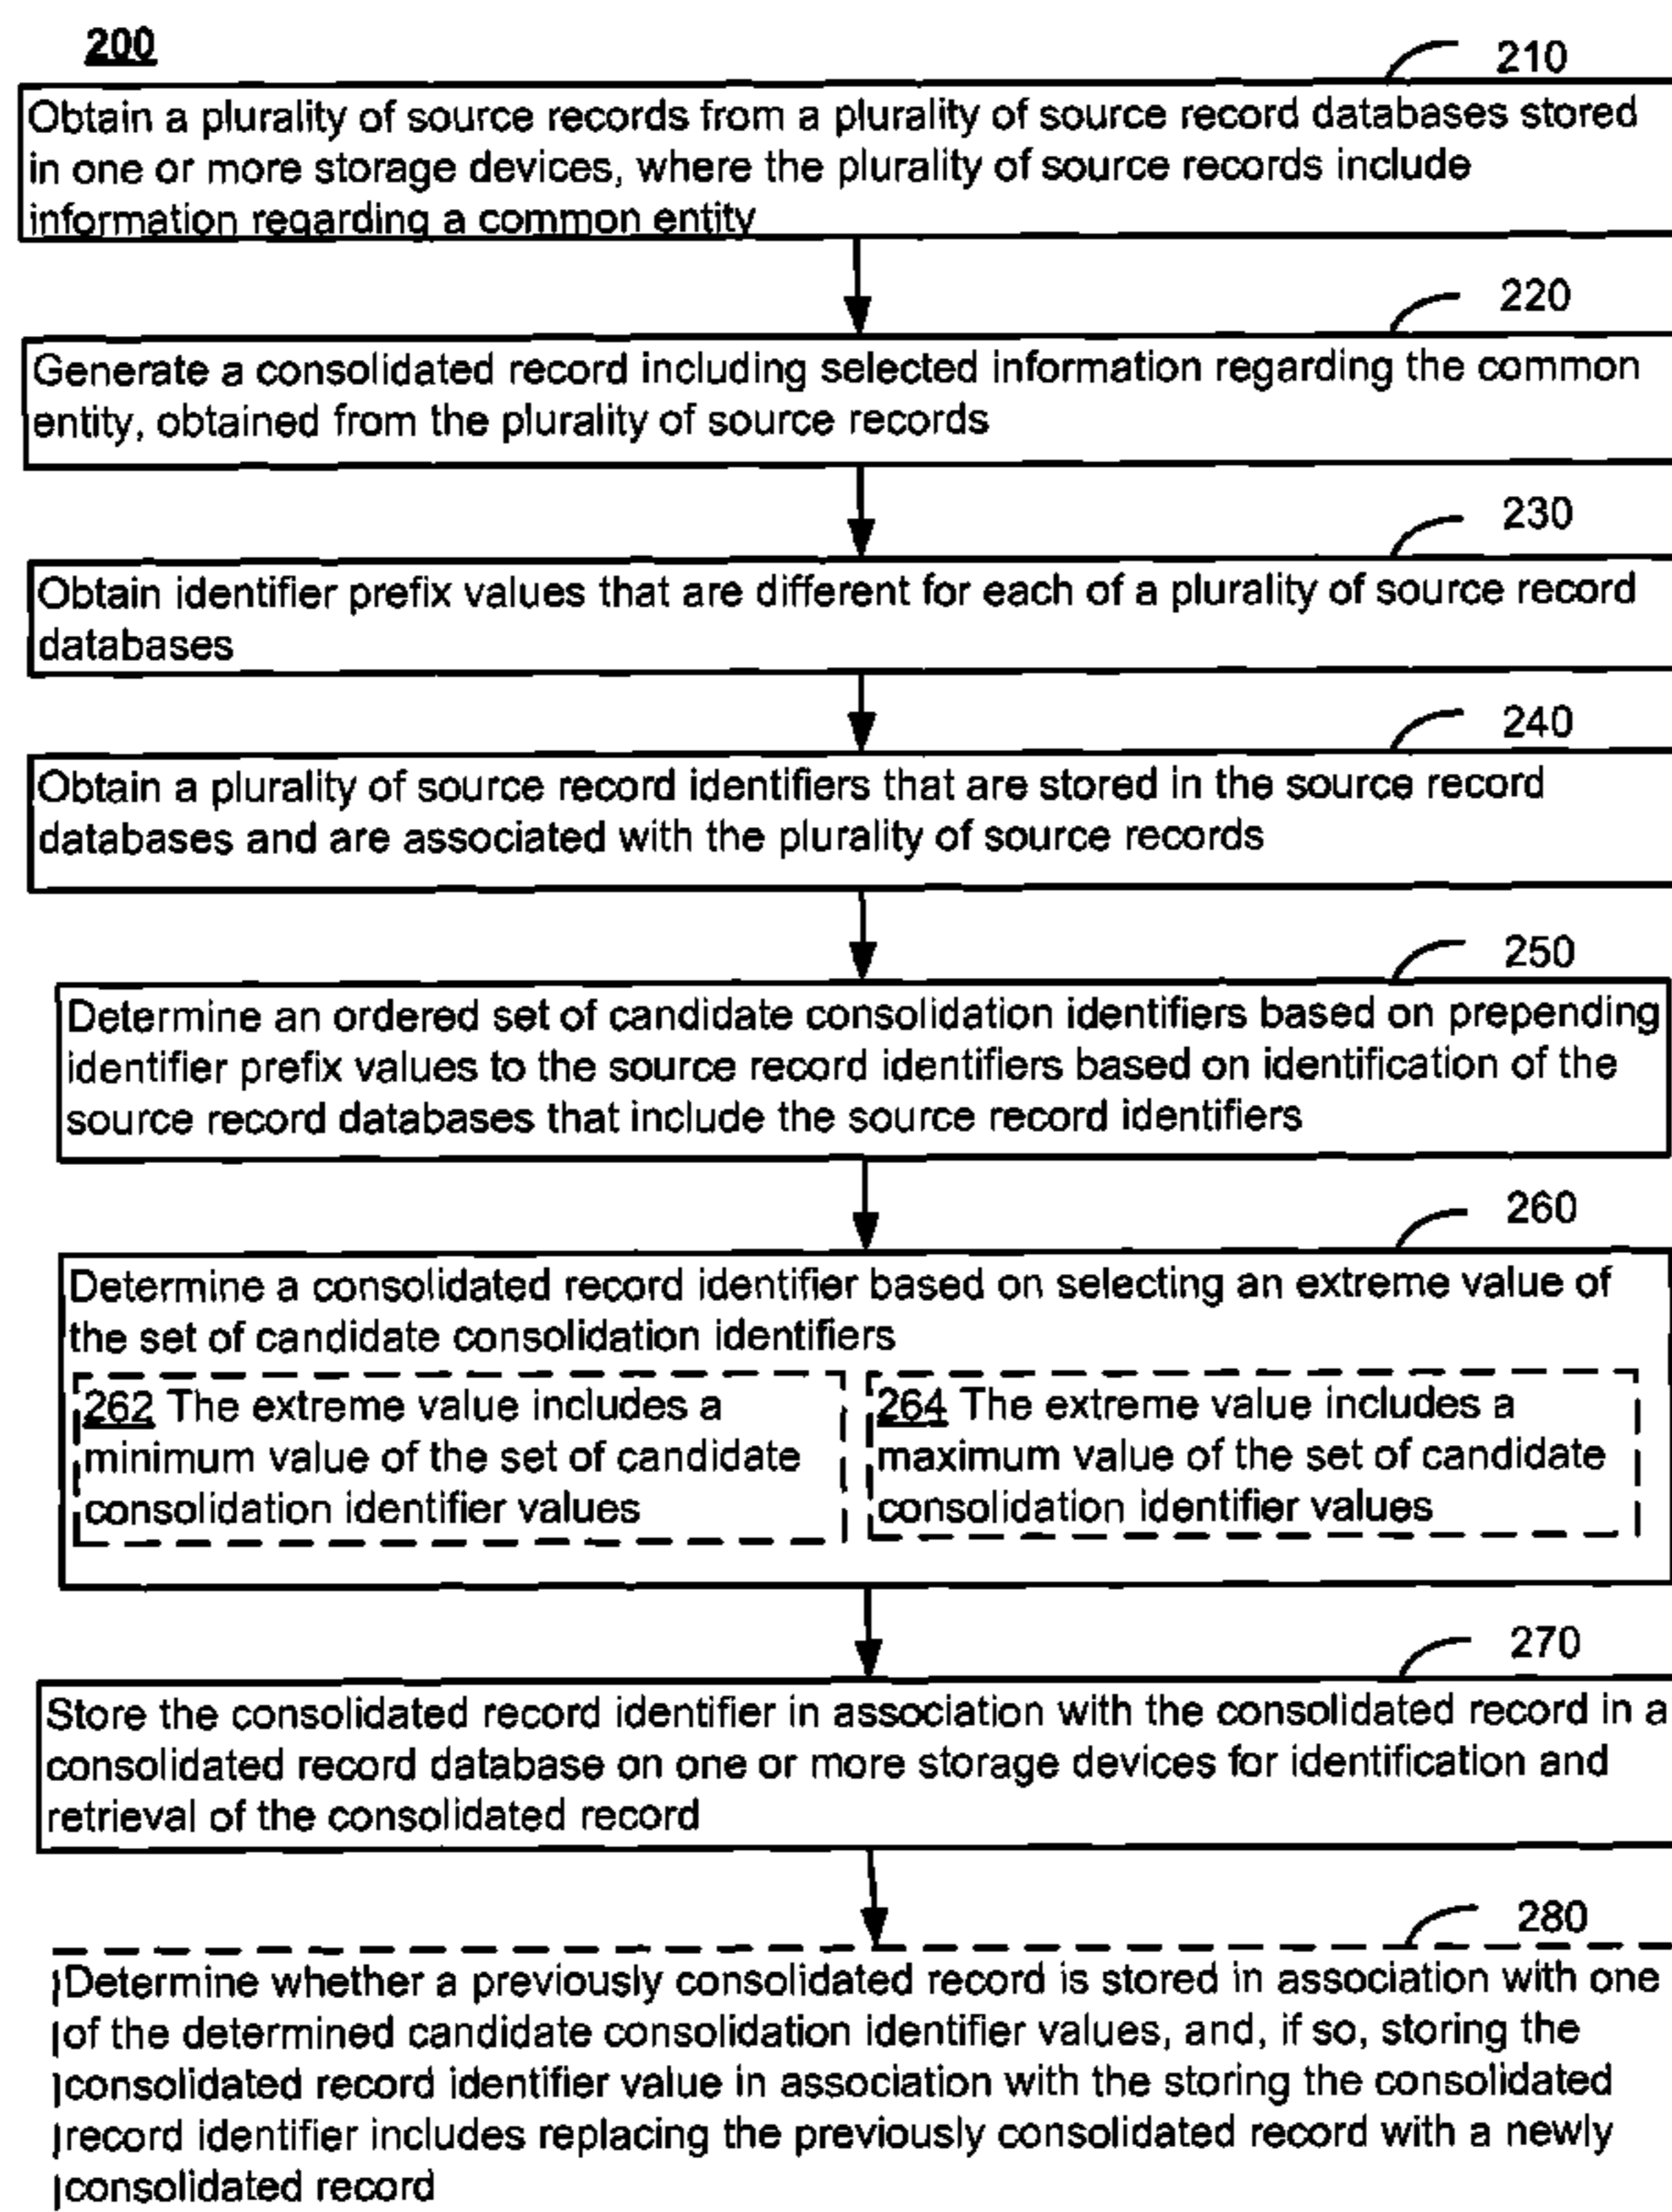 200
210
Obtain a plurality of source records from a plurality of source record databases stored
in one or more storage devices, where the plurality of source records include
information regarding a common entity
220
Generate a consolidated record including selected information regarding the common
entity, obtained from the plurality of source records
230
Obtain identifier prefix values that are different for each of a plurality of source record
databases
240
Obtain a plurality of source record identifiers that are stored in the source record
databases and are associated with the plurality of source records
250
Determine an ordered set of candidate consolidation identifiers based on prepending
identifier prefix values to the source record identifiers based on identification of the
source record databases that include the source record identifiers
260
Determine a consolidated record identifier based on selecting an extreme value of
the set of candidate consolidation identifiers
262 The extreme value includes a
minimum value of the set of candidate
consolidation identifier values
264 The extreme value includes a
maximum value of the set of candidate
consolidation identifier values
270
Store the consolidated record identifier in association with the consolidated record in a
consolidated record database on one or more storage devices for identification and
retrieval of the consolidated record
280
Determine whether a previously consolidated record is stored in association with one
of the determined candidate consolidation identifier values, and, if so, storing the
consolidated record identifier value in association with the storing the consolidated
record identifier includes replacing the previously consolidated record with a newly
consolidated record